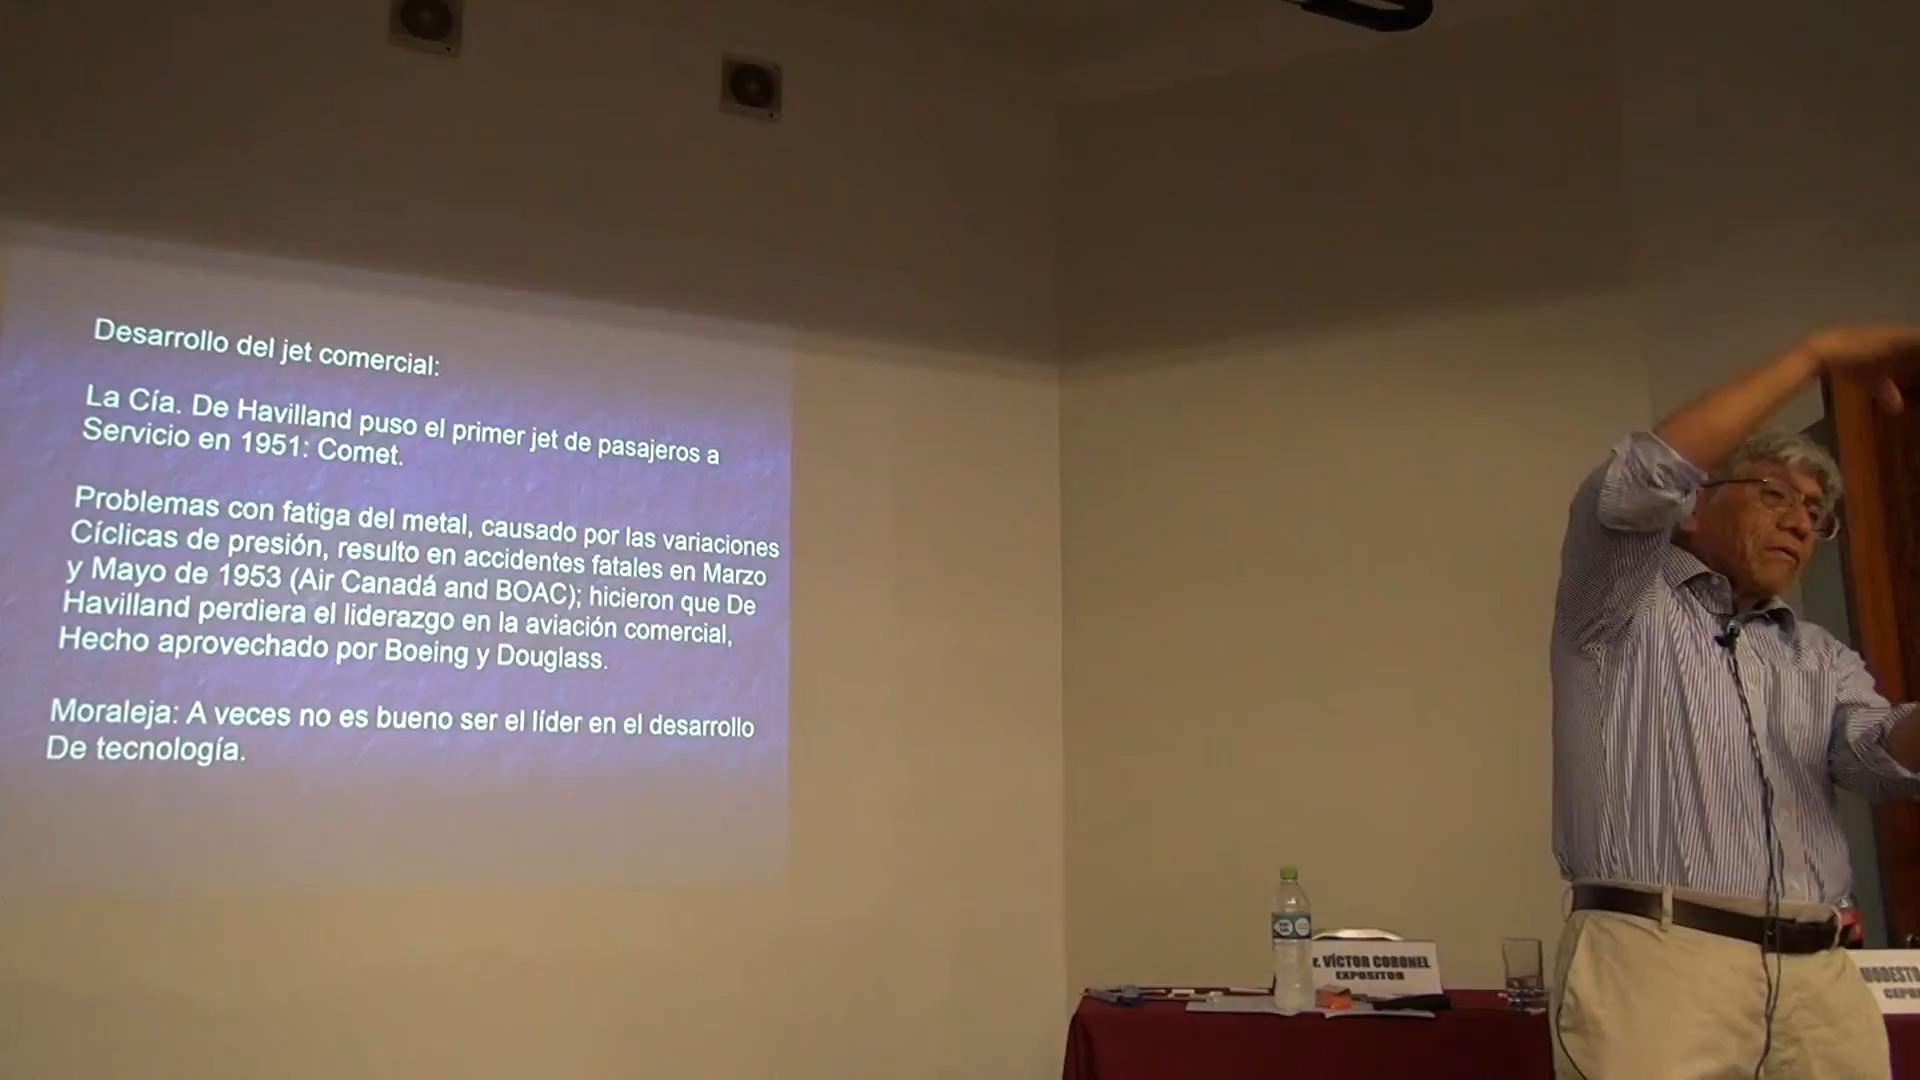 Desarrollo del jet comercial:
La Cía. De Havilland puso el primer jet de pasajeros a
Servicio en 1951: Comet.
Problemas con fatiga del metal, causado por las variaciones
Cíclicas de presión, resulto en accidentes fatales en Marzo
y Mayo de 1953 (Air Canadá and BOAC); hicieron que De
Havilland perdiera el liderazgo en la aviación comercial,
Hecho aprovechado por Boeing y Douglass.
Moraleja: A veces no es bueno ser el líder en el desarrollo
De tecnología.
r. VÍCTOR CORONEL
EXPOSITOR
MODESTO